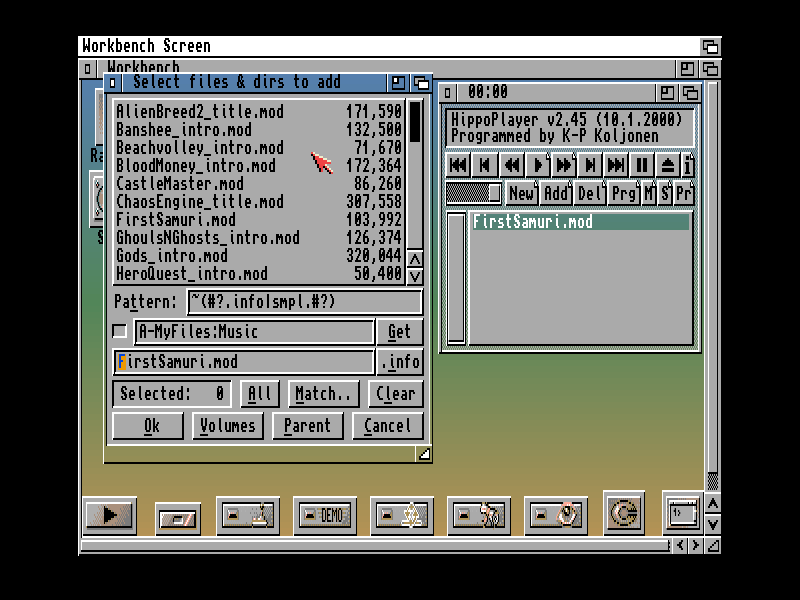 Workbench Screen
Workbench
Select files & dirs to add
AlienBreed2_title.mod 171,590
Banshee_intro.mod 132,500
Beachvolley_intro.mod 71,670
BloodMoney_intro.mod 172,364
CastleMaster.mod 86,260
ChaosEngine_title.mod 307,558
FirstSamuri.mod 103,992
GhoulsNGhosts_intro.mod 126,374
Gods_intro.mod 320,044
HeroQuest_intro.mod 50,400
Pattern: ~(#?.info|smpl.#?)
A-MyFiles:Music Get
FirstSamuri.mod .info
Selected: 0 All Match.. Clear
Ok Volumes Parent Cancel
00:00
HippoPlayer v2.45 (10.1.2000)
Programmed by K-P Koljonen
i
New Add Del Prg M S Pr
FirstSamuri.mod
Ra
S
DEMO
1>